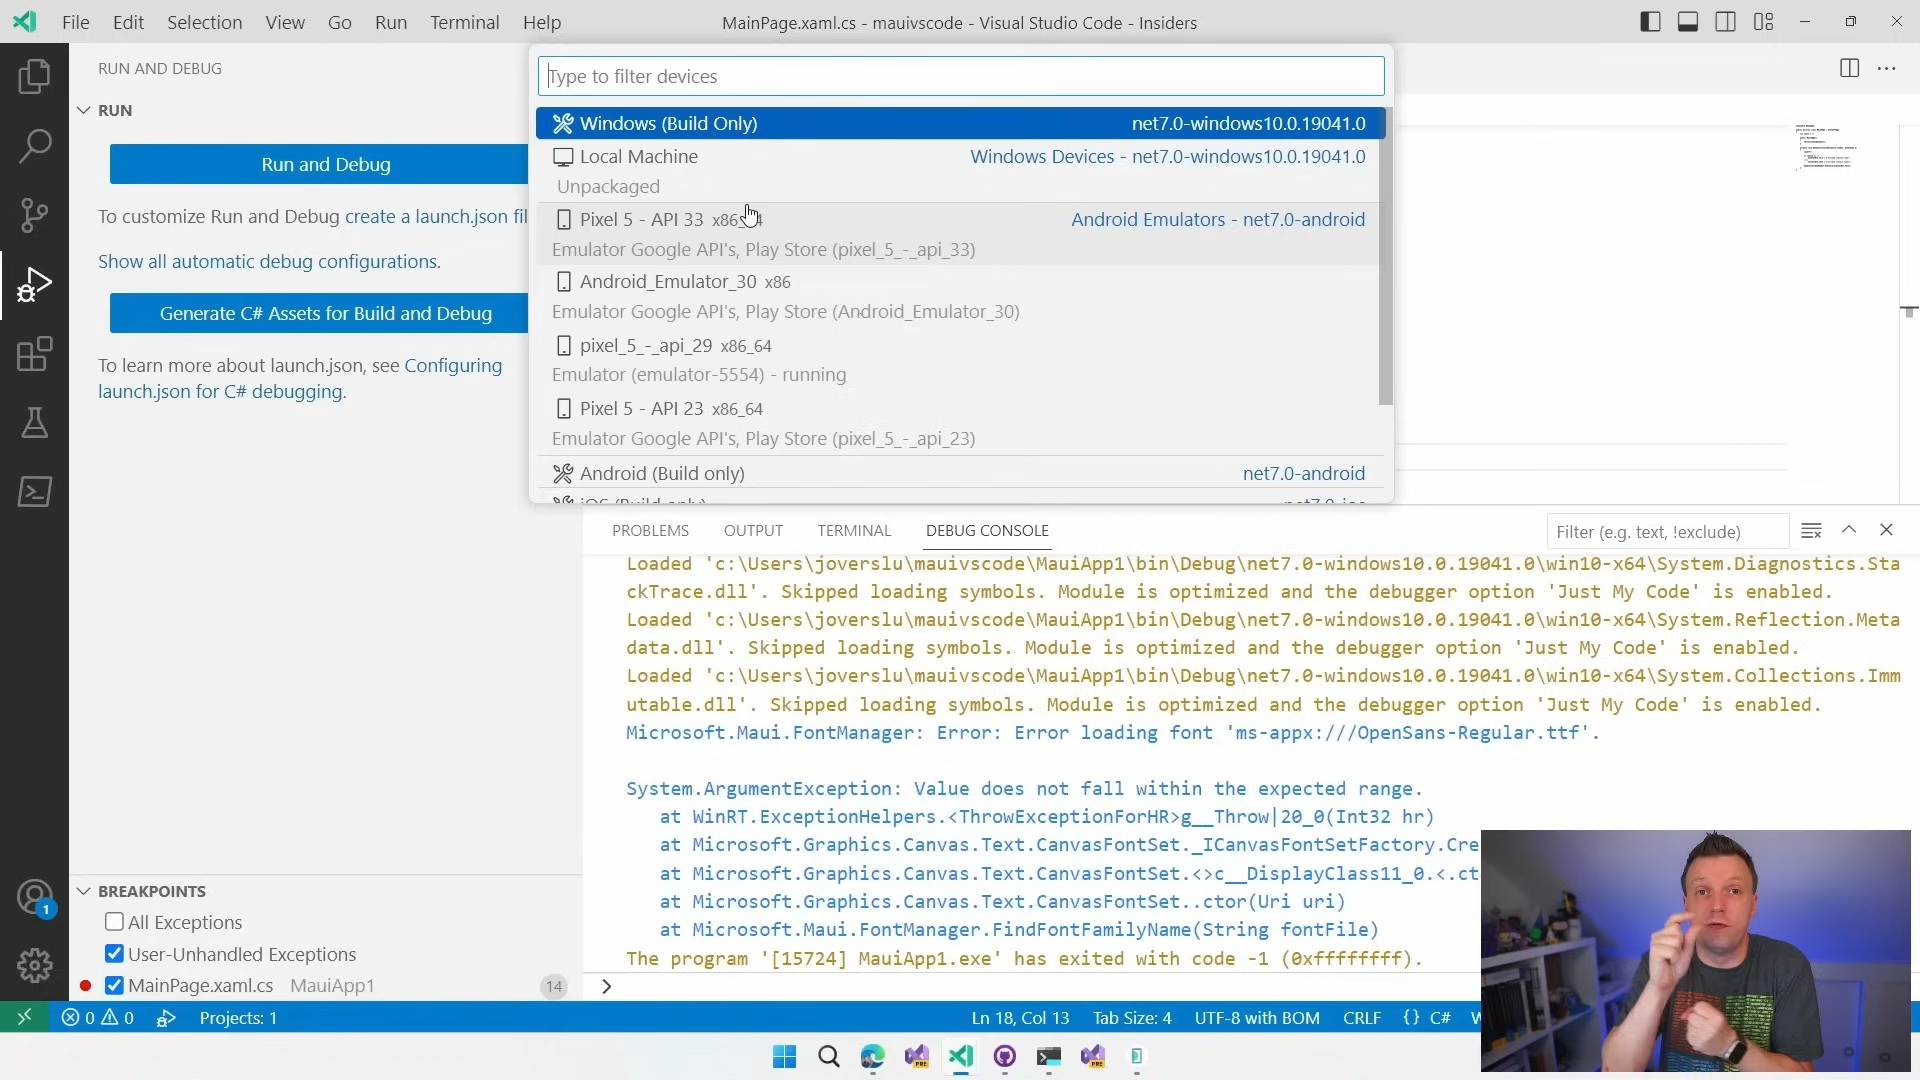 File Edit Selection View Go Run Terminal Help
MainPage.xaml.cs - mauivscode - Visual Studio Code - Insiders
RUN AND DEBUG
RUN
Run and Debug
To customize Run and Debug create a launch.json fil
Show all automatic debug configurations.
Generate C# Assets for Build and Debug
To learn more about launch.json, see Configuring
launch.json for C# debugging.
Type to filter devices
Windows (Build Only) net7.0-windows10.0.19041.0
Local Machine Windows Devices - net7.0-windows10.0.19041.0
Unpackaged
Pixel 5 - API 33 x86_64 Android Emulators - net7.0-android
Emulator Google API's, Play Store (pixel_5_-_api_33)
Android_Emulator_30 x86
Emulator Google API's, Play Store (Android_Emulator_30)
pixel_5_-_api_29 x86_64
Emulator (emulator-5554) - running
Pixel 5 - API 23 x86_64
Emulator Google API's, Play Store (pixel_5_-_api_23)
Android (Build only) net7.0-android
iOS (Build only) net7.0-ios
PROBLEMS OUTPUT TERMINAL DEBUG CONSOLE
Filter (e.g. text, !exclude)
Loaded 'c:\Users\joverslu\mauivscode\MauiApp1\bin\Debug\net7.0-windows10.0.19041.0\win10-x64\System.Diagnostics.Sta
ckTrace.dll'. Skipped loading symbols. Module is optimized and the debugger option 'Just My Code' is enabled.
Loaded 'c:\Users\joverslu\mauivscode\MauiApp1\bin\Debug\net7.0-windows10.0.19041.0\win10-x64\System.Reflection.Meta
data.dll'. Skipped loading symbols. Module is optimized and the debugger option 'Just My Code' is enabled.
Loaded 'c:\Users\joverslu\mauivscode\MauiApp1\bin\Debug\net7.0-windows10.0.19041.0\win10-x64\System.Collections.Imm
utable.dll'. Skipped loading symbols. Module is optimized and the debugger option 'Just My Code' is enabled.
Microsoft.Maui.FontManager: Error: Error loading font 'ms-appx:///OpenSans-Regular.ttf'.
System.ArgumentException: Value does not fall within the expected range.
at WinRT.ExceptionHelpers.<ThrowExceptionForHR>g__Throw|20_0(Int32 hr)
at Microsoft.Graphics.Canvas.Text.CanvasFontSet._ICanvasFontSetFactory.Cre
at Microsoft.Graphics.Canvas.Text.CanvasFontSet.<>c__DisplayClass11_0.<.ct
at Microsoft.Graphics.Canvas.Text.CanvasFontSet..ctor(Uri uri)
at Microsoft.Maui.FontManager.FindFontFamilyName(String fontFile)
The program '[15724] MauiApp1.exe' has exited with code -1 (0xffffffff).
BREAKPOINTS
All Exceptions
User-Unhandled Exceptions
MainPage.xaml.cs MauiApp1 14
1
0 0 Projects: 1
Ln 18, Col 13 Tab Size: 4 UTF-8 with BOM CRLF {} C#